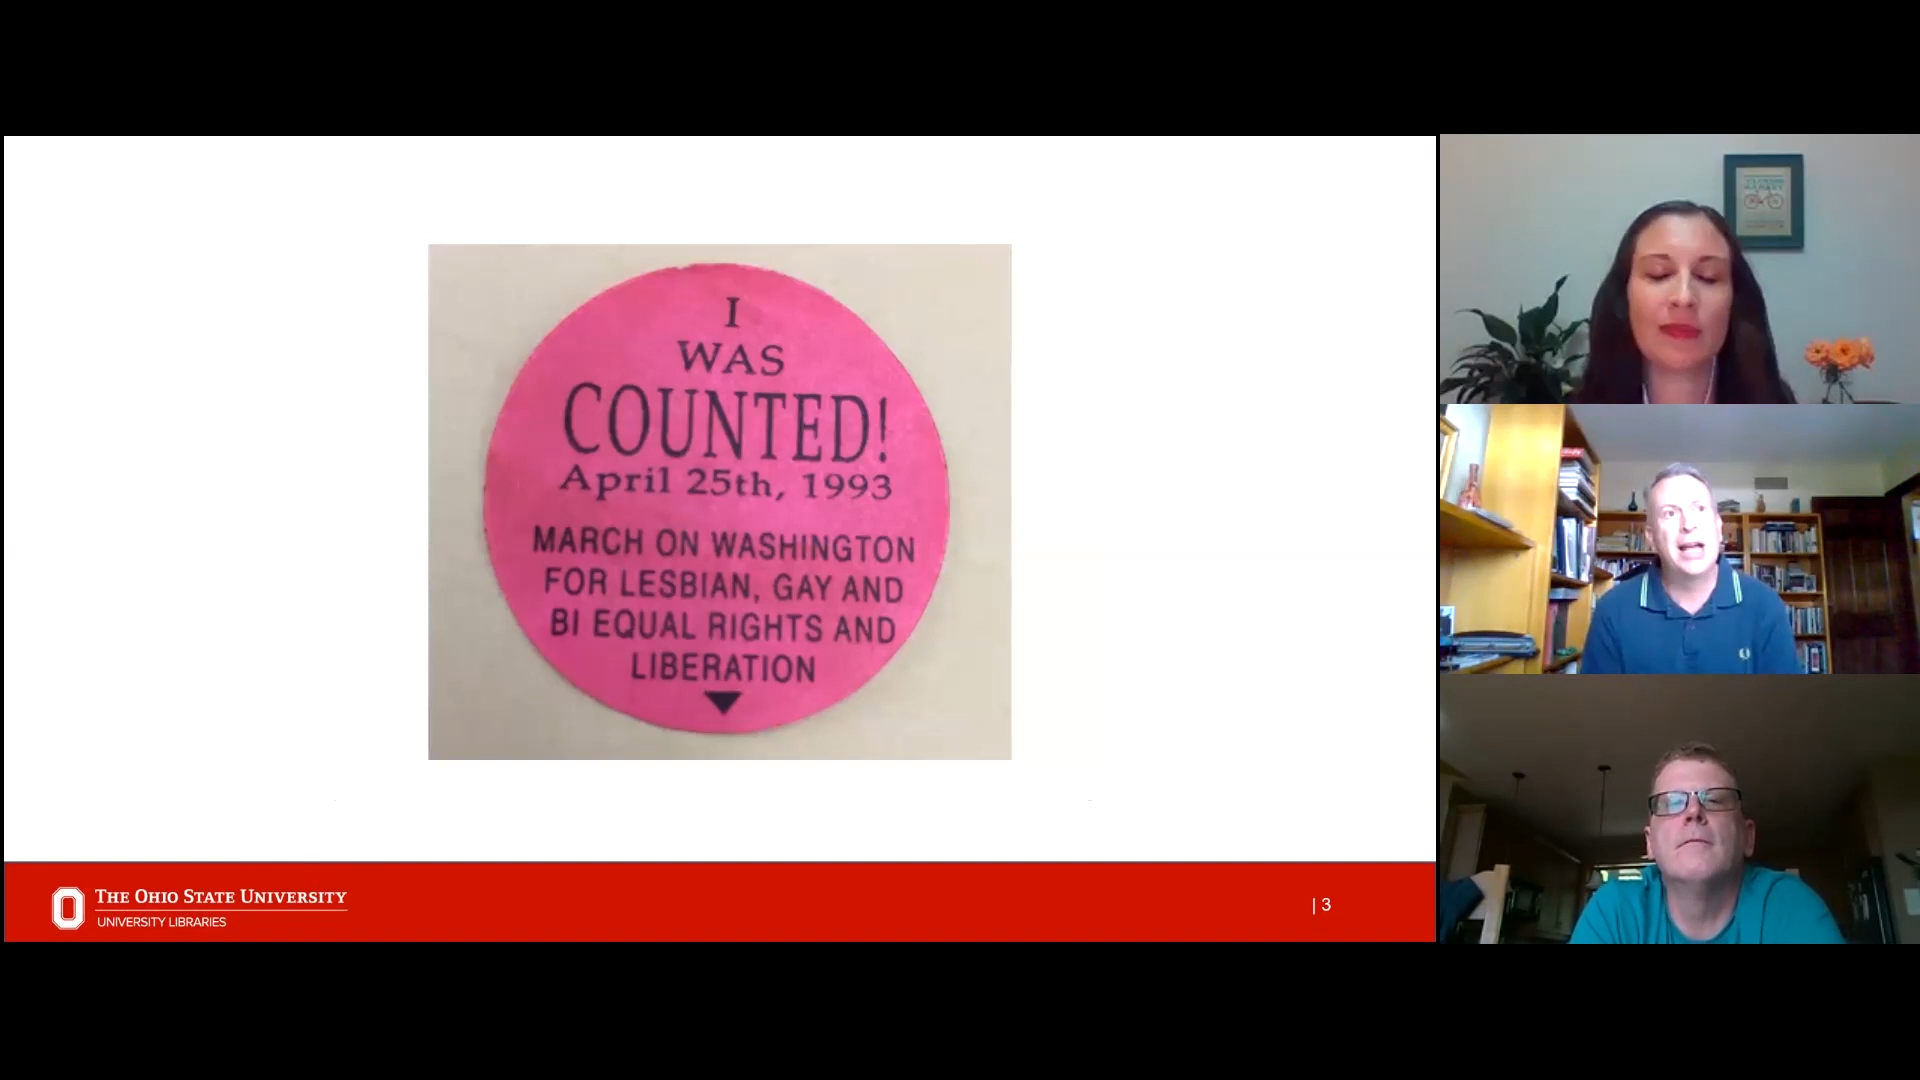 I
WAS
COUNTED!
April 25th, 1993
MARCH ON WASHINGTON
FOR LESBIAN, GAY AND
BI EQUAL RIGHTS AND
LIBERATION
THE OHIO STATE UNIVERSITY
UNIVERSITY LIBRARIES
| 3